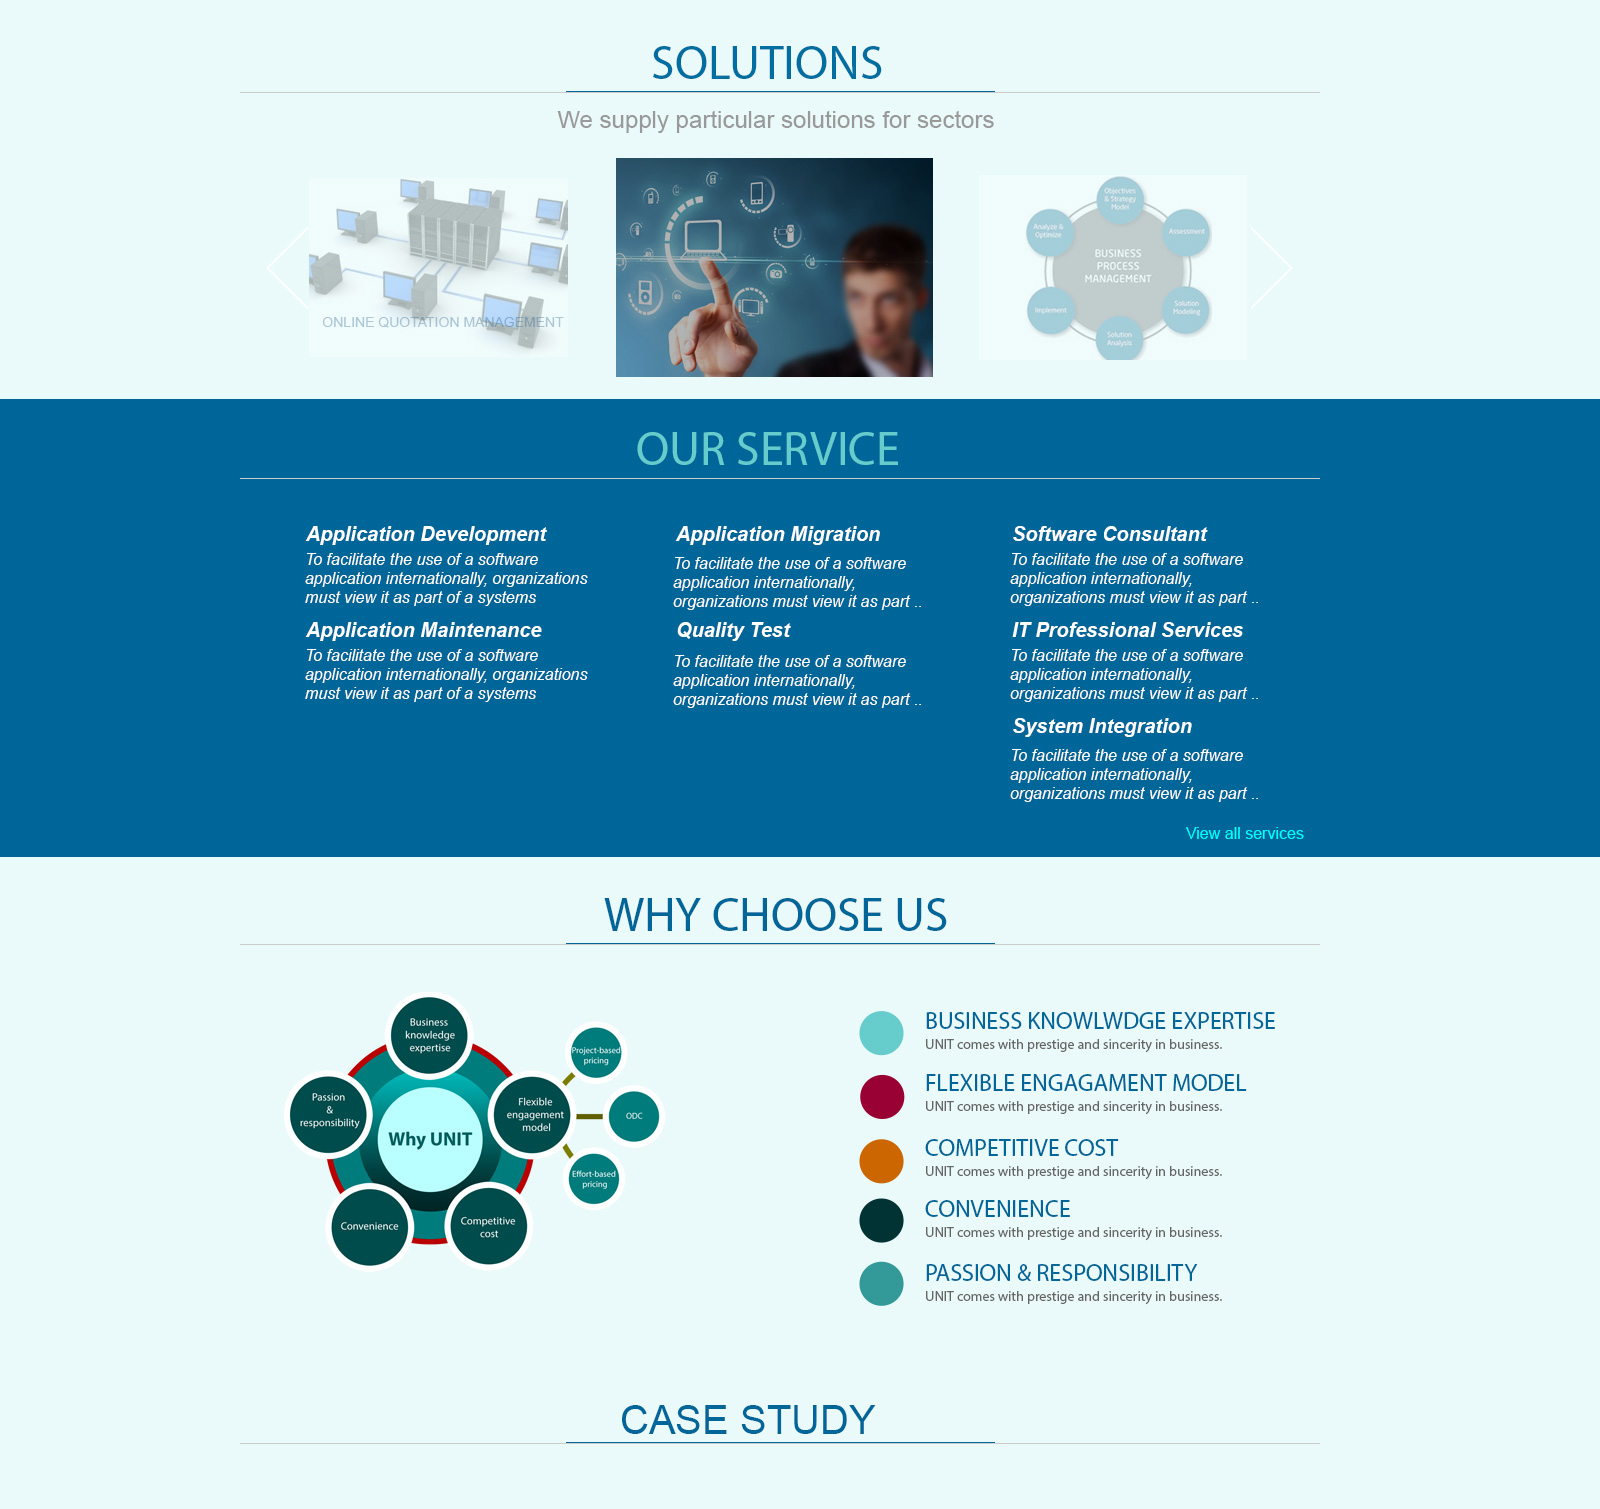 SOLUTIONS
We supply particular solutions for sectors
ONLINE QUOTATION MANAGEMENT
Objectives
& Strategy
Model
Analyze &
Optimize
Assessment
BUSINESS
PROCESS
MANAGEMENT
Implement
Solution
Modeling
Solution
Analysis
OUR SERVICE
Application Development
To facilitate the use of a software
application internationally, organizations
must view it as part of a systems
Application Migration
To facilitate the use of a software
application internationally,
organizations must view it as part ..
Software Consultant
To facilitate the use of a software
application internationally,
organizations must view it as part ..
Application Maintenance
To facilitate the use of a software
application internationally, organizations
must view it as part of a systems
Quality Test
To facilitate the use of a software
application internationally,
organizations must view it as part ..
IT Professional Services
To facilitate the use of a software
application internationally,
organizations must view it as part ..
System Integration
To facilitate the use of a software
application internationally,
organizations must view it as part ..
View all services
WHY CHOOSE US
Business
knowledge
expertise
Passion
&
responsibility
Why UNIT
Flexible
engagement
model
Project-based
pricing
ODC
Effort-based
pricing
Convenience
Competitive
cost
BUSINESS KNOWLWDGE EXPERTISE
UNIT comes with prestige and sincerity in business.
FLEXIBLE ENGAGAMENT MODEL
UNIT comes with prestige and sincerity in business.
COMPETITIVE COST
UNIT comes with prestige and sincerity in business.
CONVENIENCE
UNIT comes with prestige and sincerity in business.
PASSION & RESPONSIBILITY
UNIT comes with prestige and sincerity in business.
CASE STUDY